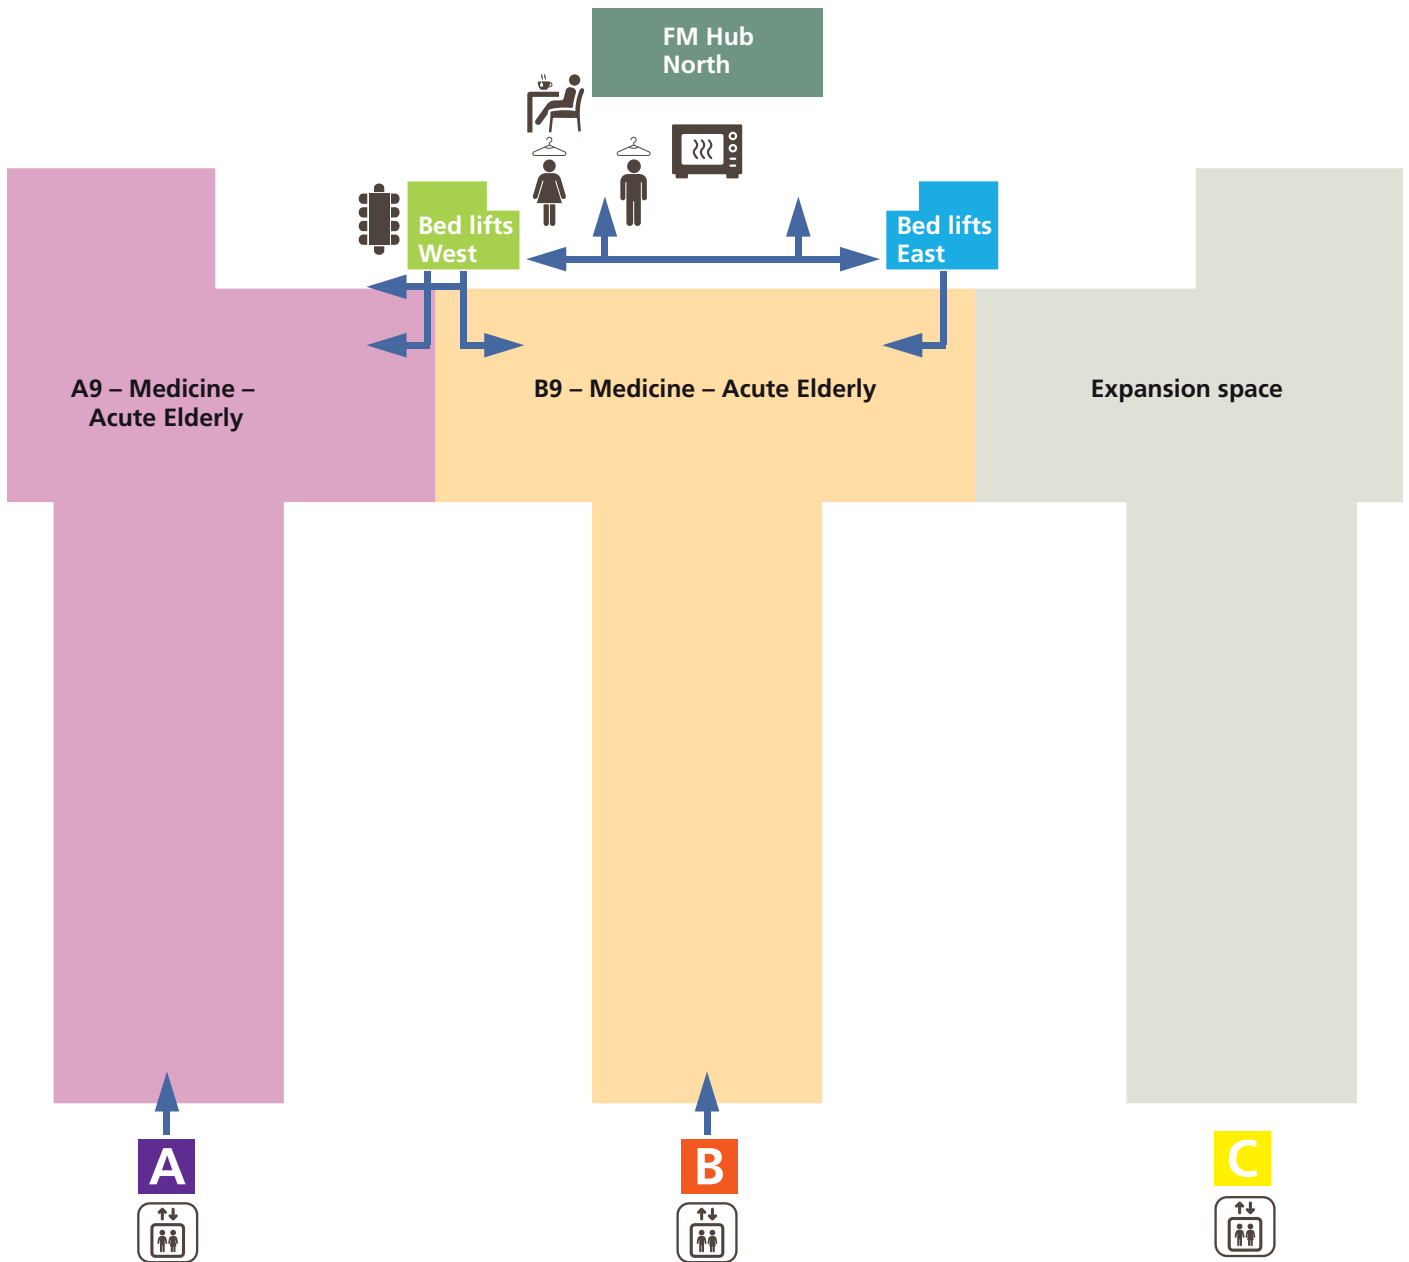 FM Hub
North
Bed lifts
West
Bed lifts
East
A9 – Medicine –
Acute Elderly
B9 – Medicine – Acute Elderly
Expansion space
A
B
C